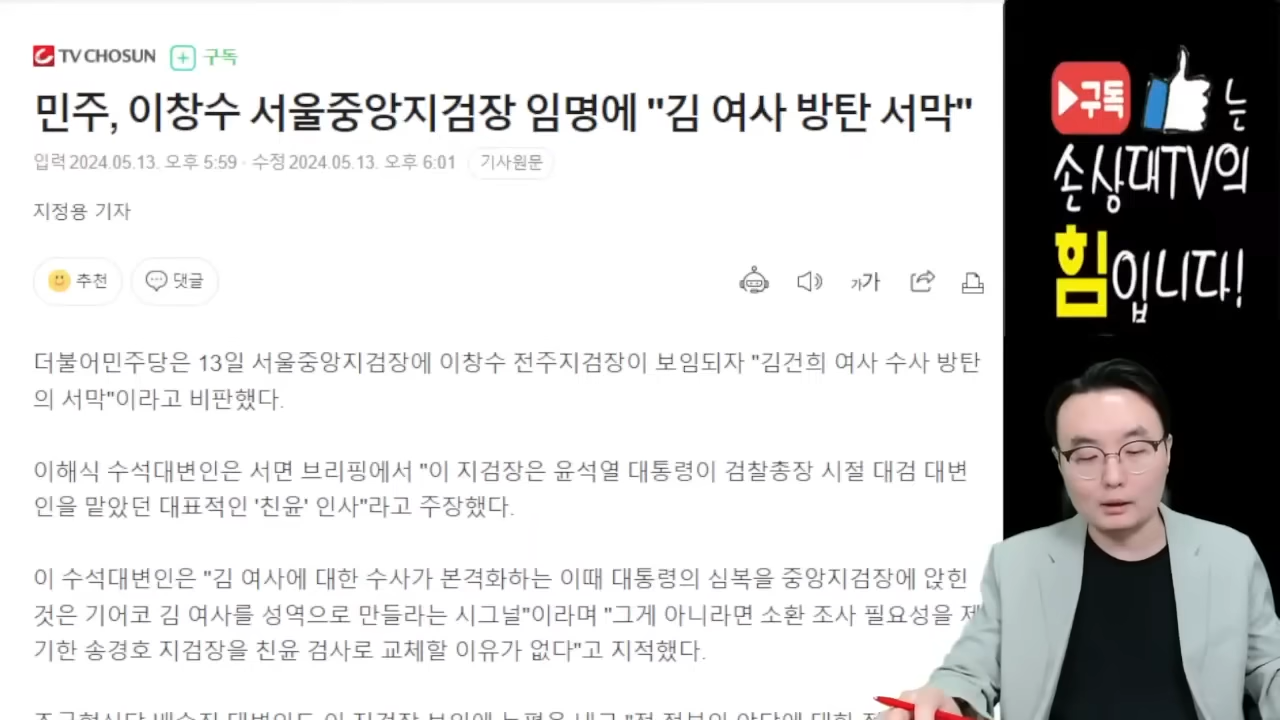 TV CHOSUN 구독
민주, 이창수 서울중앙지검장 임명에 "김 여사 방탄 서막"
입력 2024.05.13. 오후 5:59 · 수정 2024.05.13. 오후 6:01 기사원문
지정용 기자
추천 댓글
가가
더불어민주당은 13일 서울중앙지검장에 이창수 전주지검장이 보임되자 "김건희 여사 수사 방탄
의 서막"이라고 비판했다.
이해식 수석대변인은 서면 브리핑에서 "이 지검장은 윤석열 대통령이 검찰총장 시절 대검 대변
인을 맡았던 대표적인 '친윤' 인사"라고 주장했다.
이 수석대변인은 "김 여사에 대한 수사가 본격화하는 이때 대통령의 심복을 중앙지검장에 앉힌
것은 기어코 김 여사를 성역으로 만들라는 시그널"이라며 "그게 아니라면 소환 조사 필요성을 제
기한 송경호 지검장을 친윤 검사로 교체할 이유가 없다"고 지적했다.
구독 는
손상대TV의
힘입니다!